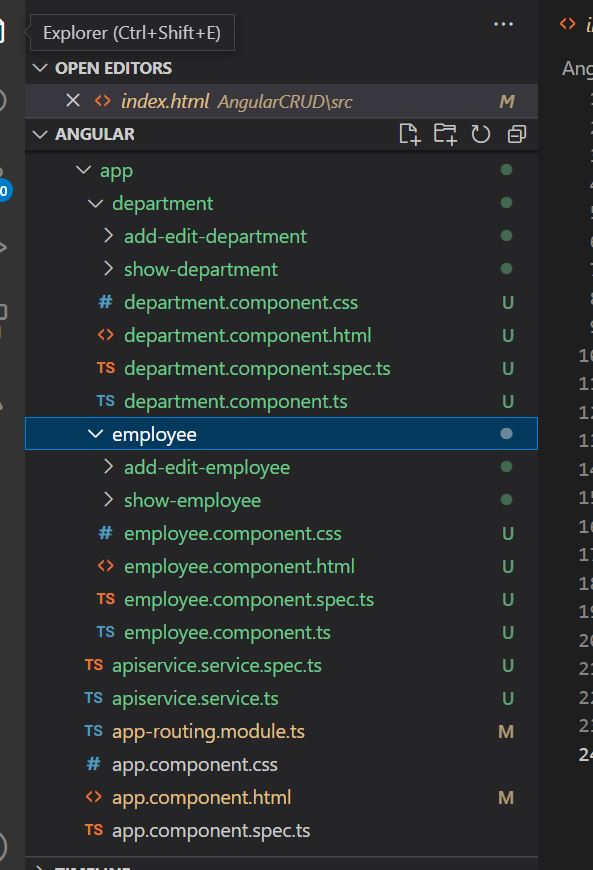 Explorer (Ctrl+Shift+E)
OPEN EDITORS
index.html AngularCRUD\src M
ANGULAR
app
department
add-edit-department
show-department
# department.component.css U
<> department.component.html U
TS department.component.spec.ts U
TS department.component.ts U
employee
add-edit-employee
show-employee
# employee.component.css U
<> employee.component.html U
TS employee.component.spec.ts U
TS employee.component.ts U
TS apiservice.service.spec.ts U
TS apiservice.service.ts U
TS app-routing.module.ts M
# app.component.css
<> app.component.html M
TS app.component.spec.ts